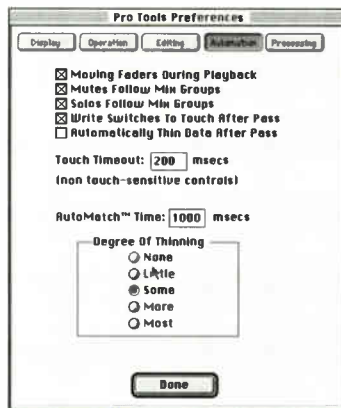 Pro Tools Preferences
Display Operation Editing Automation Processing
Moving Faders During Playback
Mutes Follow Mix Groups
Solos Follow Mix Groups
Write Switches To Touch After Pass
Automatically Thin Data After Pass
Touch Timeout: 200 msecs
(non touch-sensitive controls)
AutoMatch™ Time: 1000 msecs
Degree Of Thinning
None
Little
Some
More
Most
Done